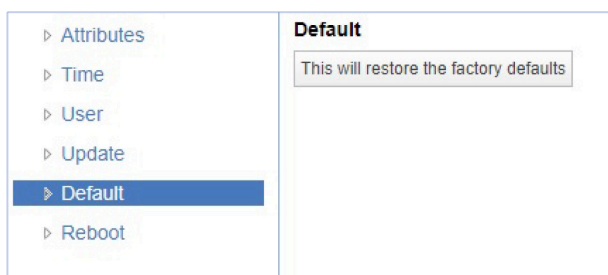 Attributes
Time
User
Update
Default
Reboot
Default
This will restore the factory defaults